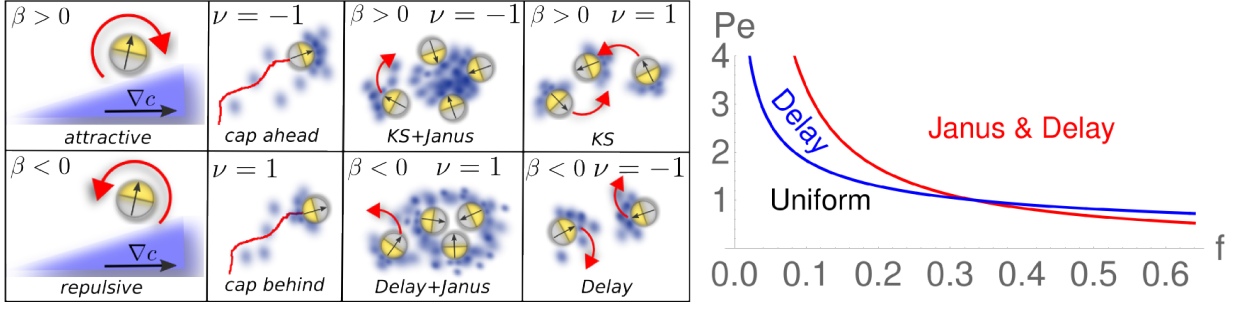 β > 0
∇c
attractive
ν = −1
cap ahead
β > 0 ν = −1
KS+Janus
β > 0 ν = 1
KS
β < 0
∇c
repulsive
ν = 1
cap behind
β < 0 ν = 1
Delay+Janus
β < 0 ν = −1
Delay
Pe
4
3
2
1
Delay
Janus & Delay
Uniform
0.0 0.1 0.2 0.3 0.4 0.5 0.6 f